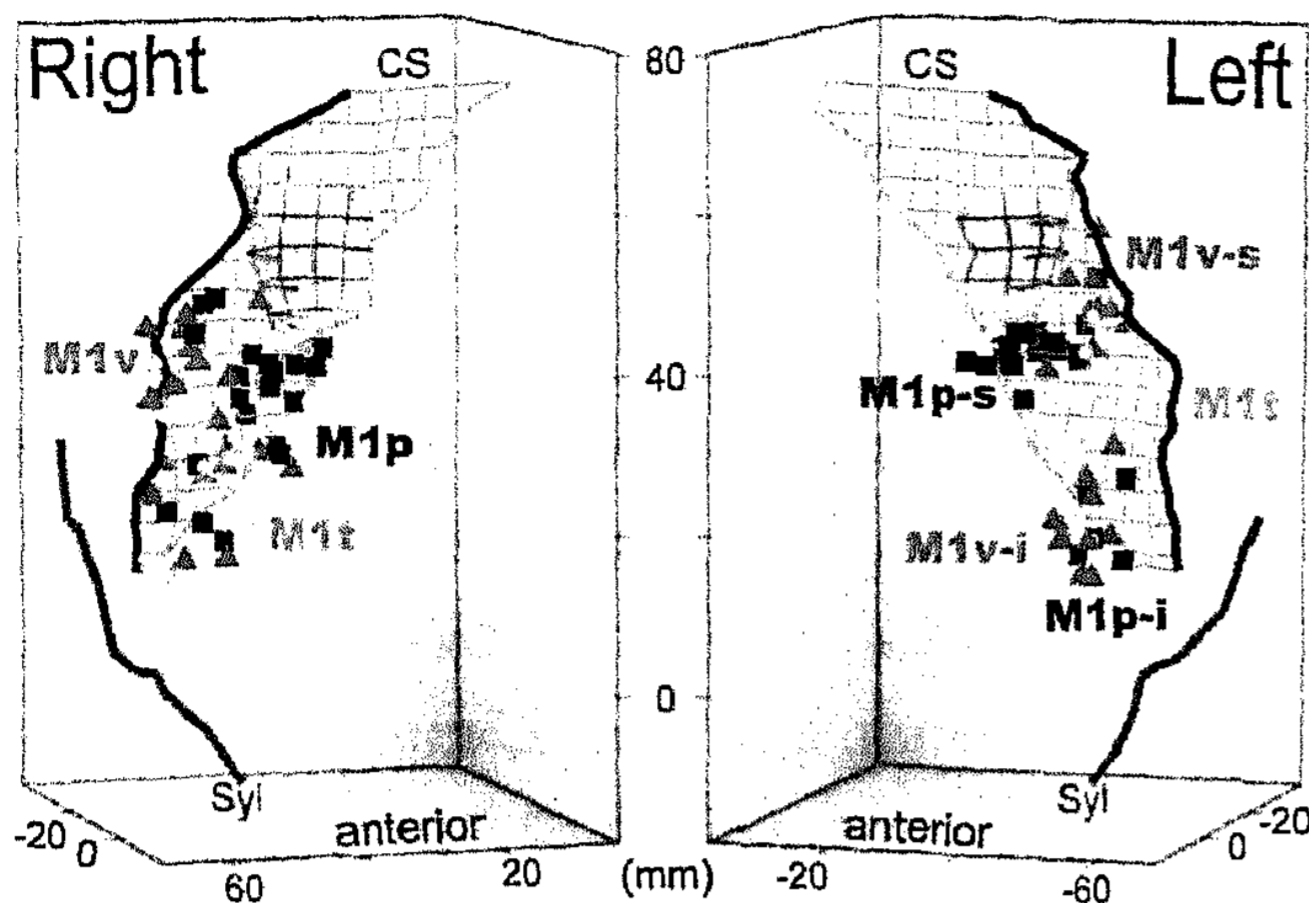 Right
CS
80
CS
Left
M1v-s
M1v
40
M1p-s
M1t
M1p
M1t
M1v-i
M1p-i
0
Syl
Syl
-20
0
anterior
anterior
-20
0
60
20
(mm)
-20
-60